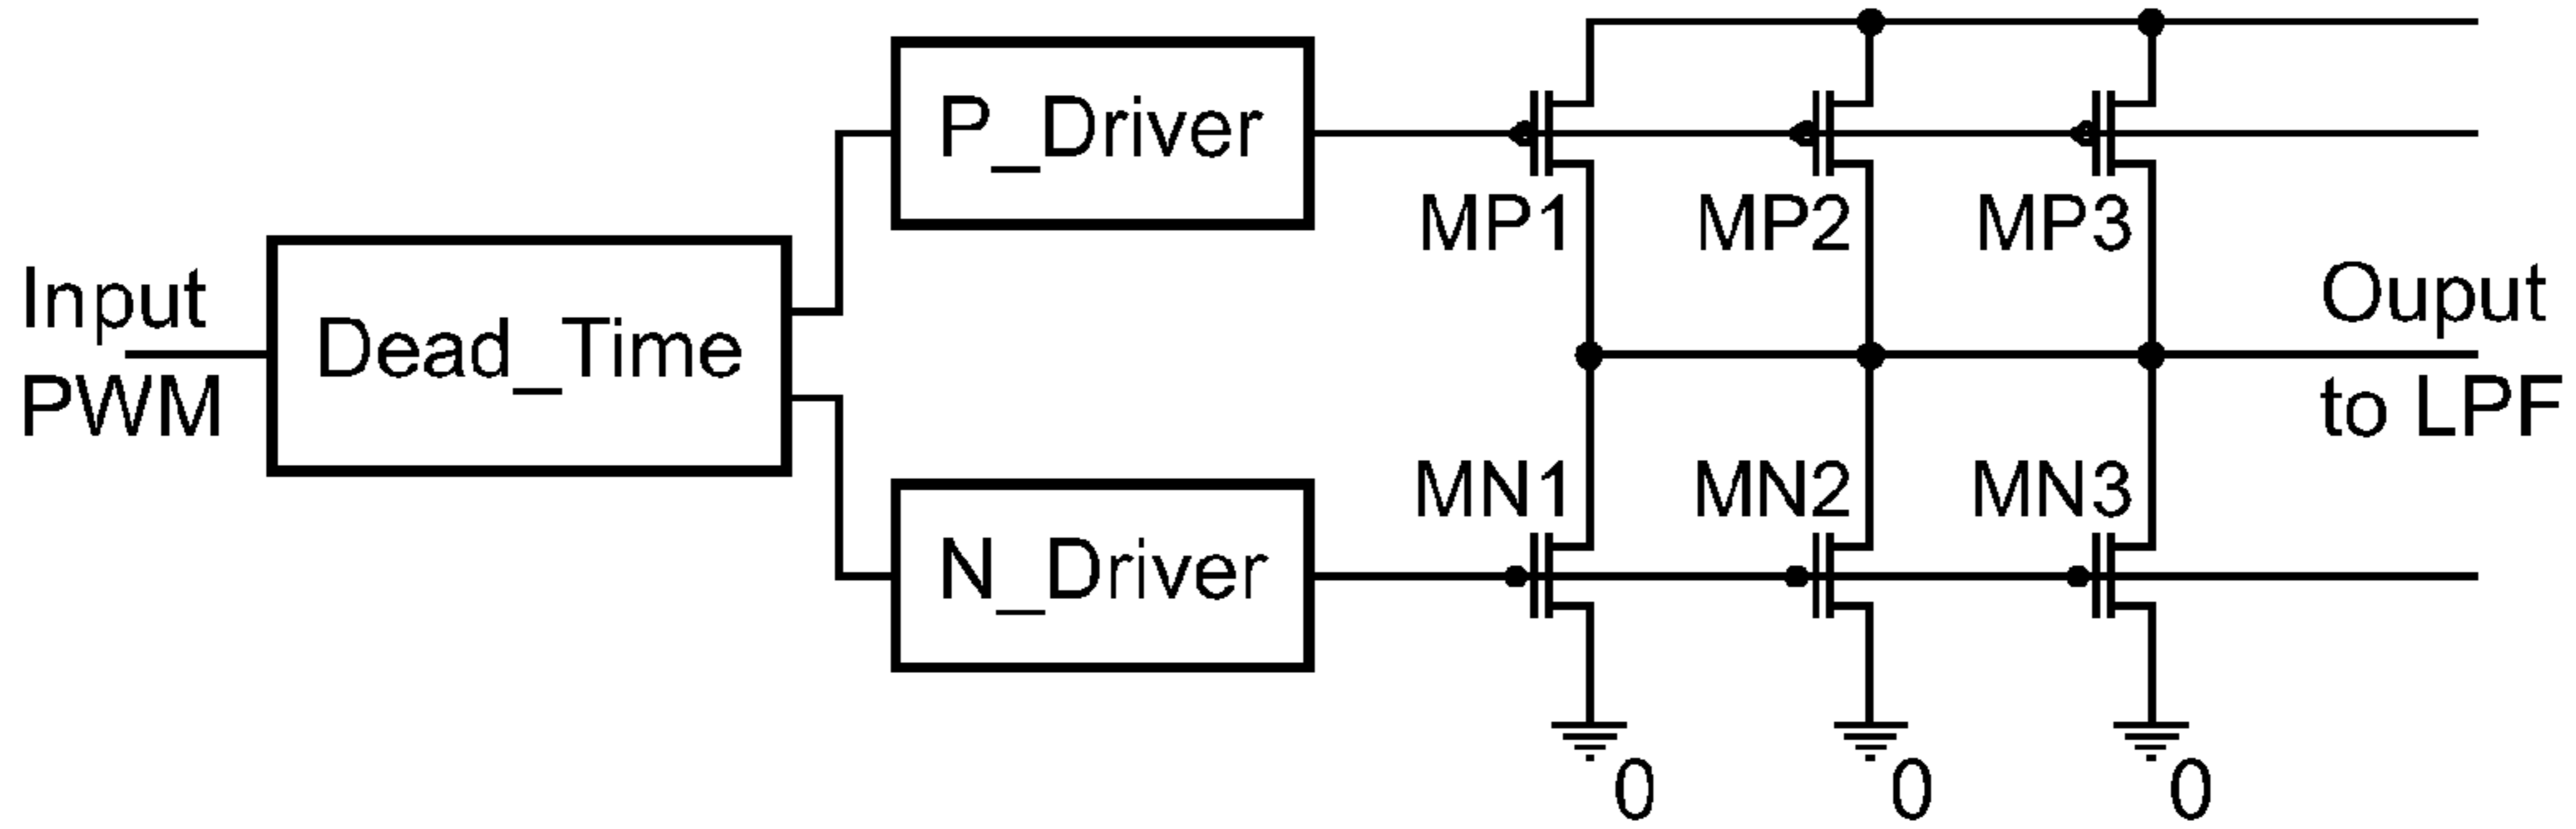 P_Driver
MP1
MP2
MP3
Input
PWM
Dead_Time
Ouput
to LPF
MN1
MN2
MN3
N_Driver
0
0
0